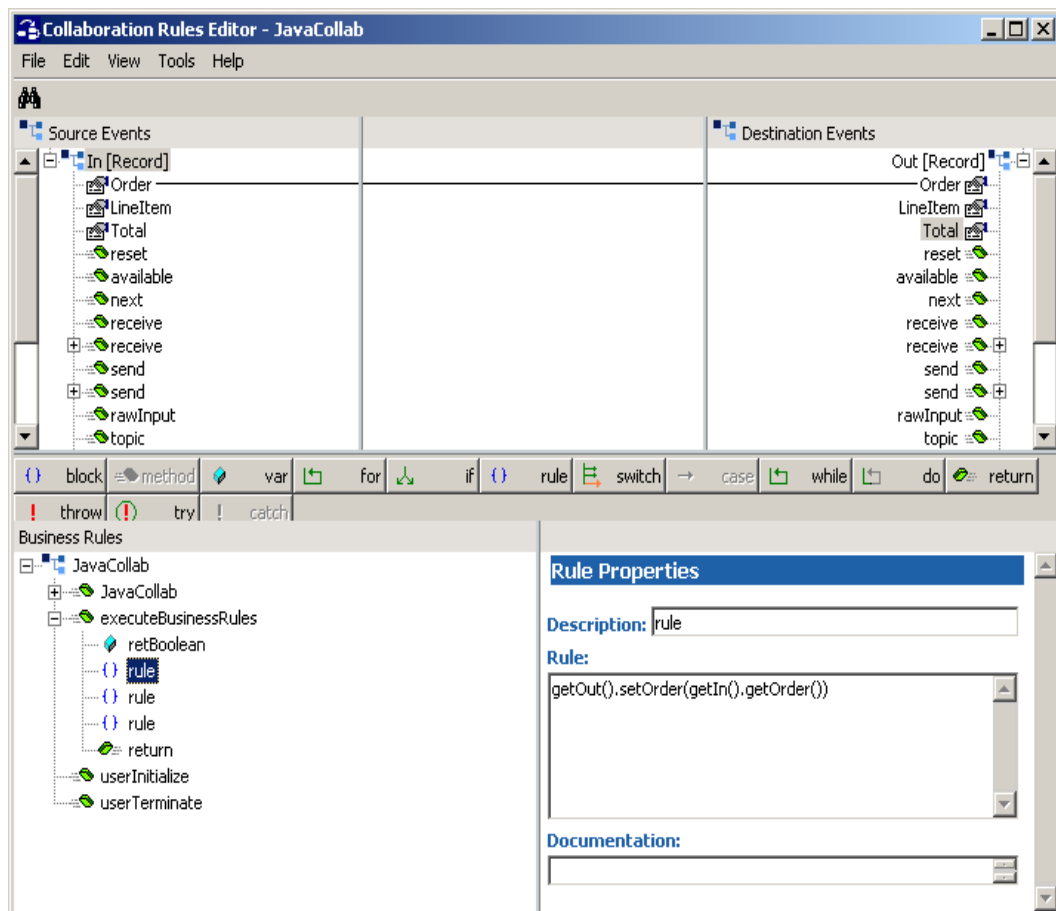 Collaboration Rules Editor - JavaCollab
File Edit View Tools Help
Source Events
Destination Events
In [Record]
Out [Record]
Order
Order
LineItem
LineItem
Total
Total
reset
reset
available
available
next
next
receive
receive
receive
receive
send
send
send
send
rawInput
rawInput
topic
topic
{} block method var for if {} rule switch case while do return
! throw (!) try ! catch
Business Rules
JavaCollab
JavaCollab
executeBusinessRules
retBoolean
{} rule
{} rule
{} rule
return
userInitialize
userTerminate
Rule Properties
Description: rule
Rule:
getOut().setOrder(getIn().getOrder())
Documentation: